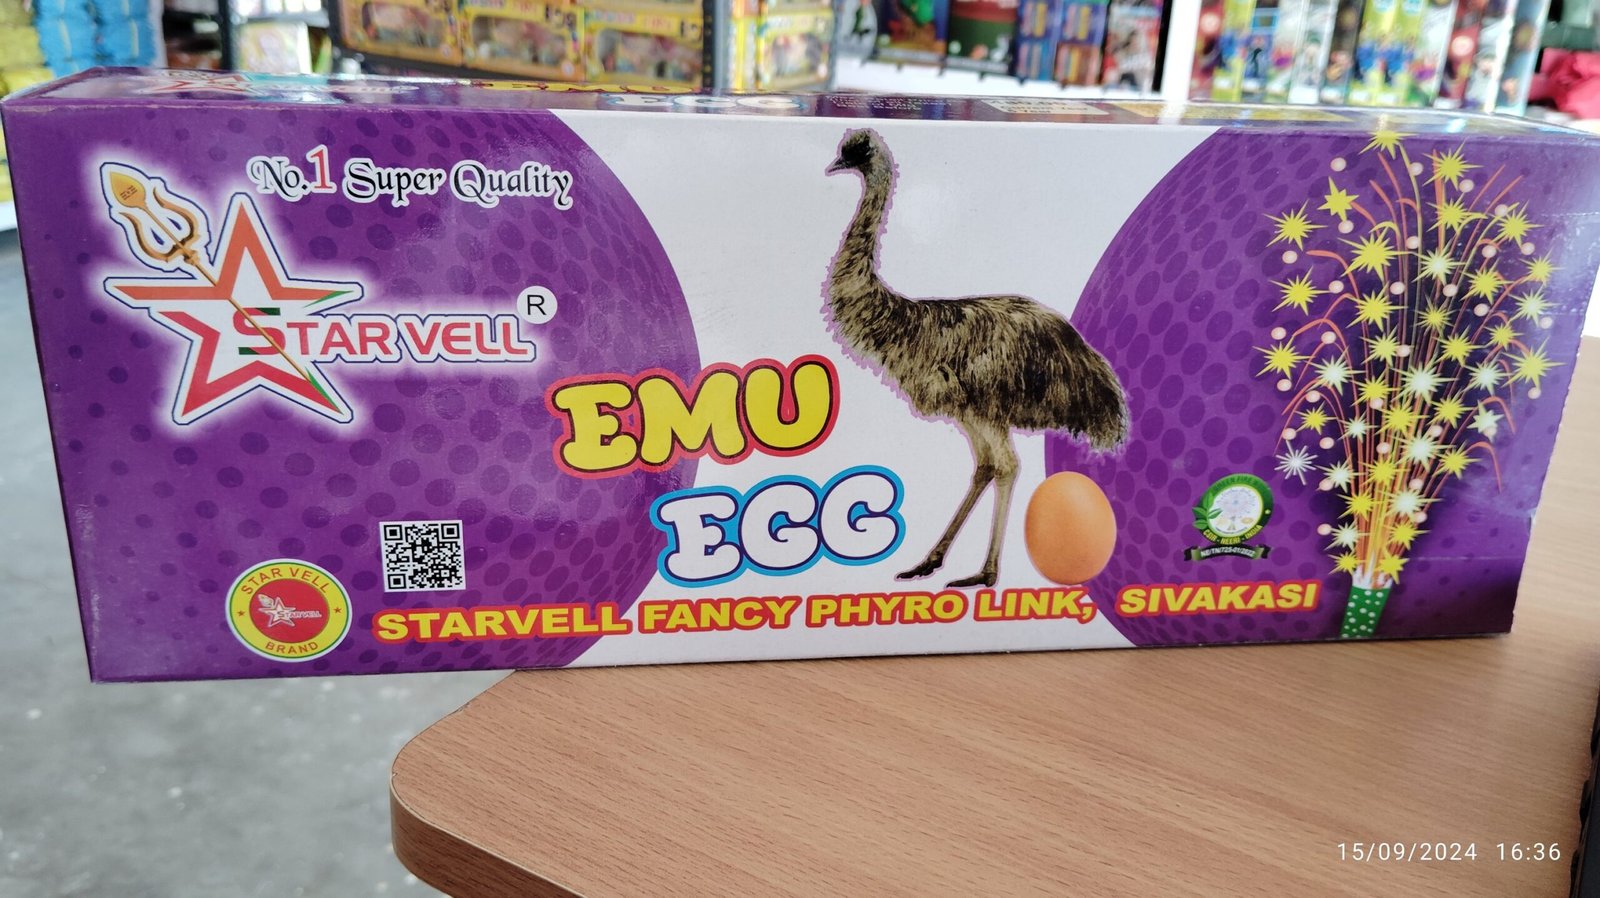 No.1 Super Quality
STAR VELL
R
EMU
EGG
STAR VELL
STARVELL
BRAND
STARVELL FANCY PHYRO LINK, SIVAKASI
15/09/2024 16:36